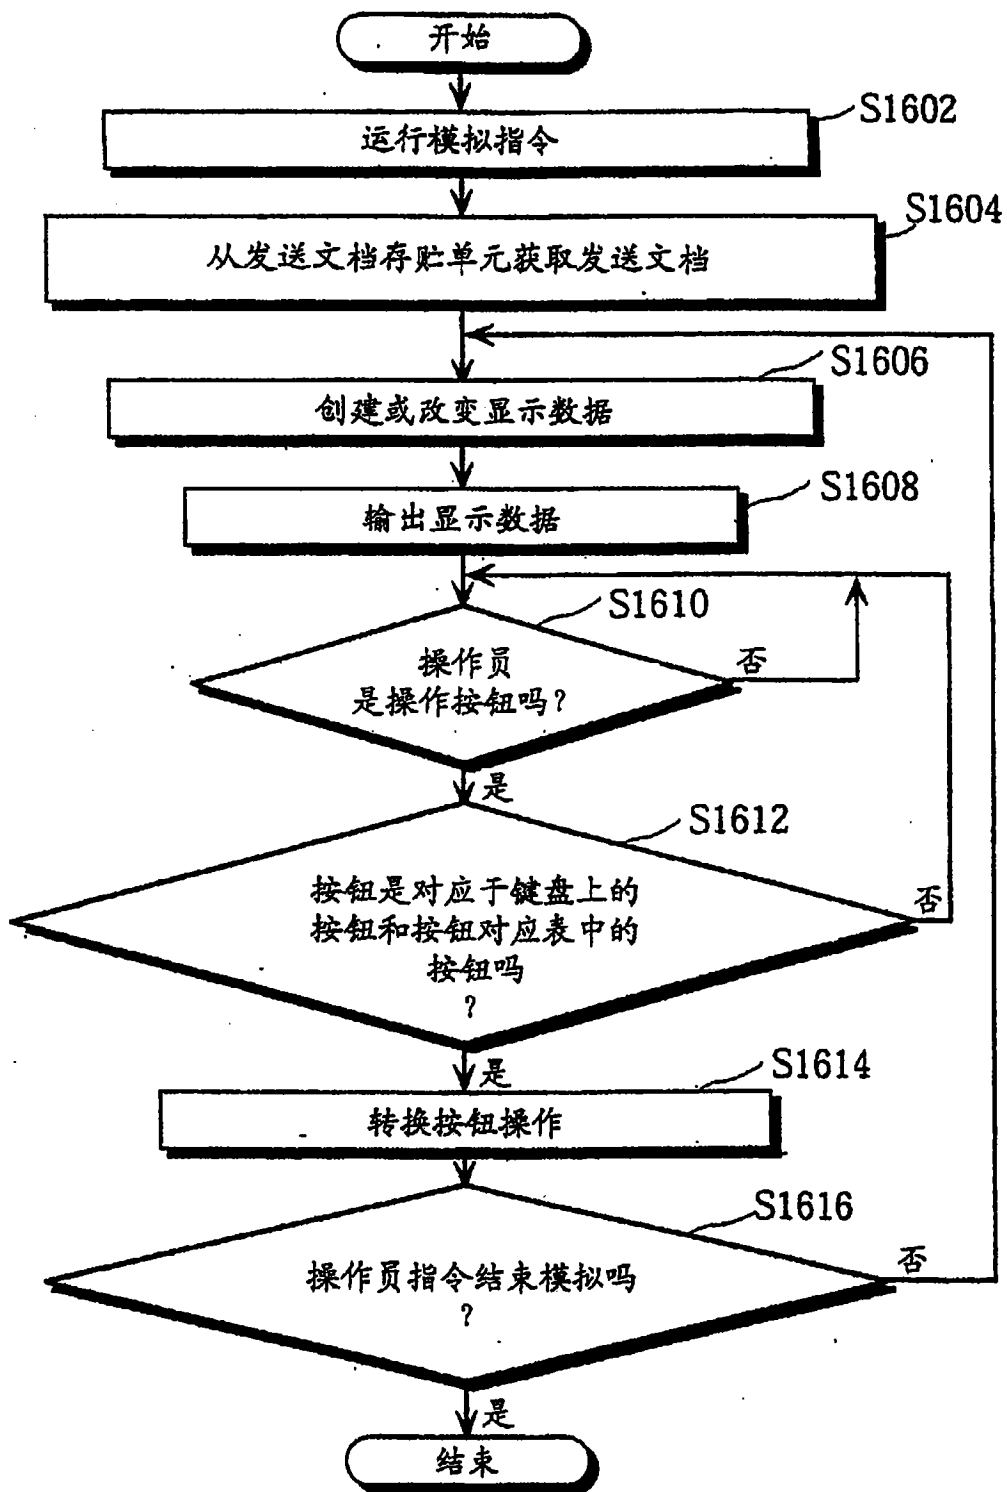 开始
S1602
运行模拟指令
S1604
从发送文档存贮单元获取发送文档
S1606
创建或改变显示数据
S1608
输出显示数据
S1610
操作员
是操作按钮吗?
否
是
S1612
按钮是对应于键盘上的
按钮和按钮对应表中的
按钮吗
?
否
是
S1614
转换按钮操作
S1616
操作员指令结束模拟吗
?
否
是
结束